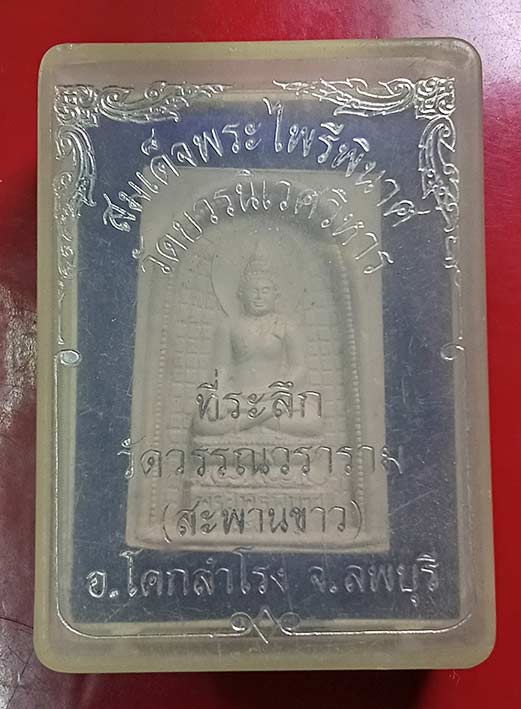 สมเด็จพระไพรีพินาศ
วัดบวรนิเวศวิหาร
ที่ระลึก
วัดวรรณวราราม
(สะพานขาว)
อ.โคกสำโรง จ.ลพบุรี